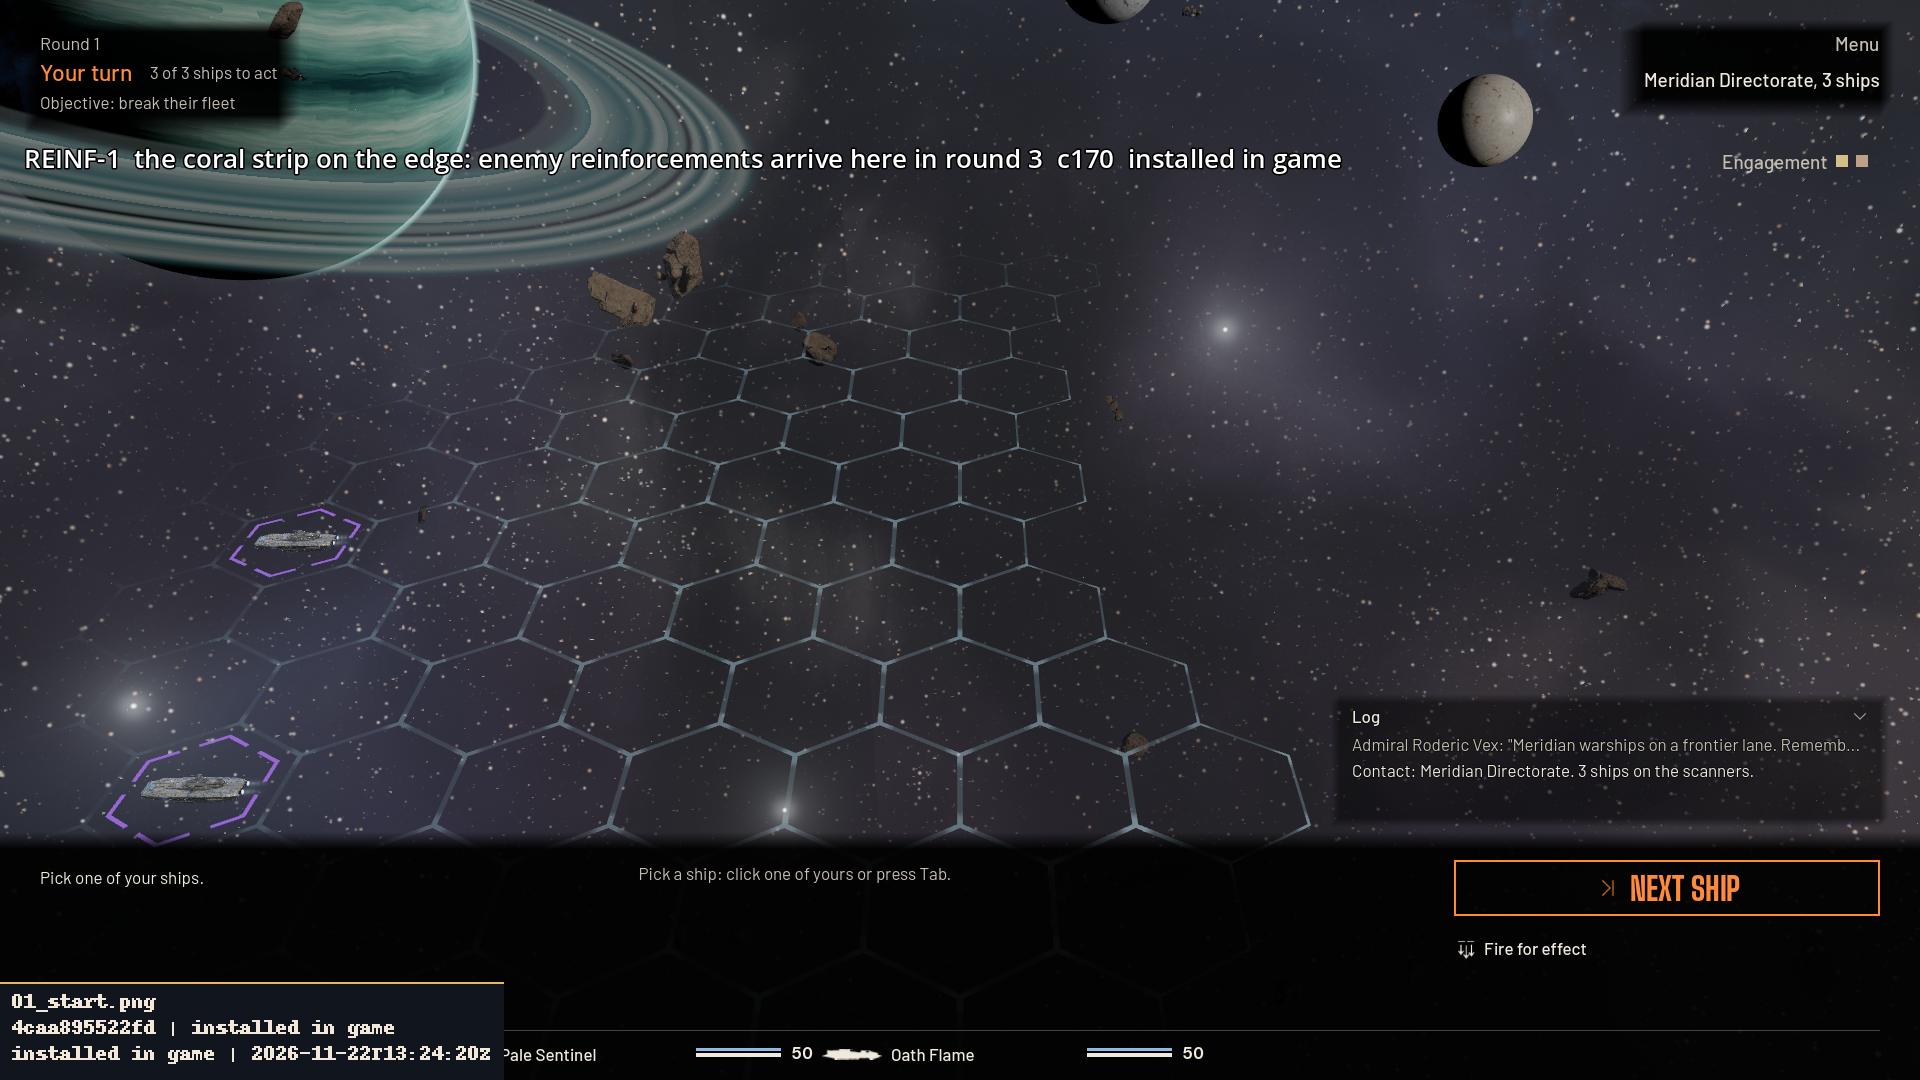 Round 1
Your turn 3 of 3 ships to act
Objective: break their fleet
Menu
Meridian Directorate, 3 ships
REINF-1 the coral strip on the edge: enemy reinforcements arrive here in round 3 c170 installed in game
Engagement
Log
Admiral Roderic Vex: "Meridian warships on a frontier lane. Rememb...
Contact: Meridian Directorate. 3 ships on the scanners.
Pick one of your ships.
Pick a ship: click one of yours or press Tab.
NEXT SHIP
Fire for effect
01_start.png
4caa895522fd | installed in game
installed in game | 2026-11-22T13:24:20Z
Pale Sentinel 50 Oath Flame 50